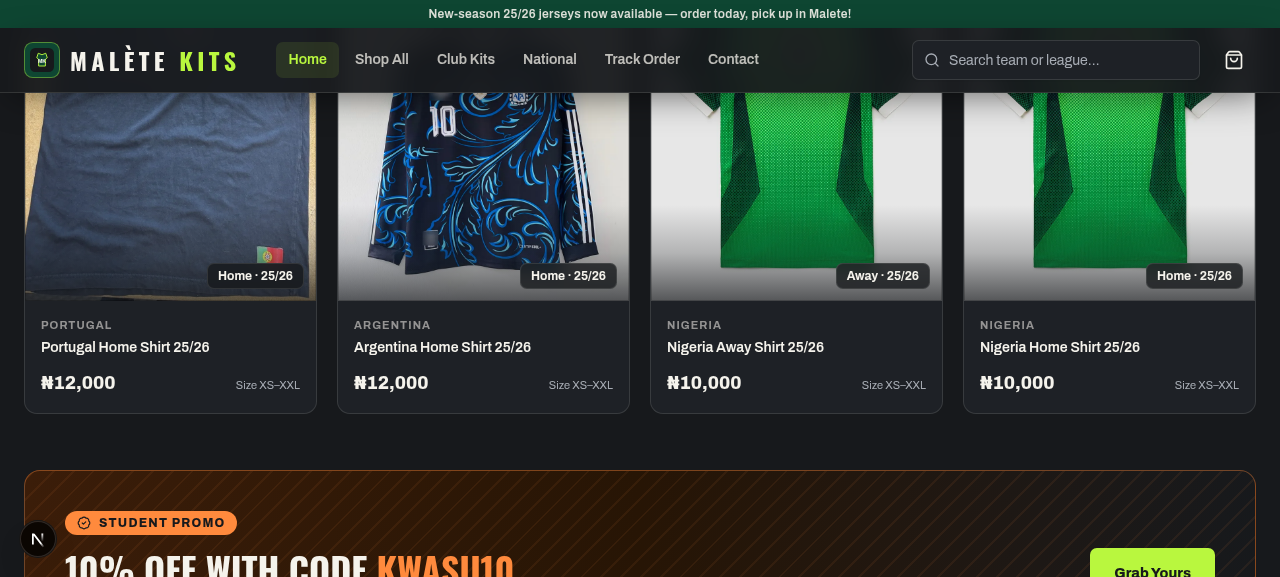 New-season 25/26 jerseys now available — order today, pick up in Malete!
MALÈTE KITS
Home
Shop All
Club Kits
National
Track Order
Contact
Search team or league...
10
Home · 25/26
Home · 25/26
Away · 25/26
Home · 25/26
PORTUGAL
Portugal Home Shirt 25/26
₦12,000
Size XS–XXL
ARGENTINA
Argentina Home Shirt 25/26
₦12,000
Size XS–XXL
NIGERIA
Nigeria Away Shirt 25/26
₦10,000
Size XS–XXL
NIGERIA
Nigeria Home Shirt 25/26
₦10,000
Size XS–XXL
N
STUDENT PROMO
10% OFF WITH CODE KWASU10
Grab Yours